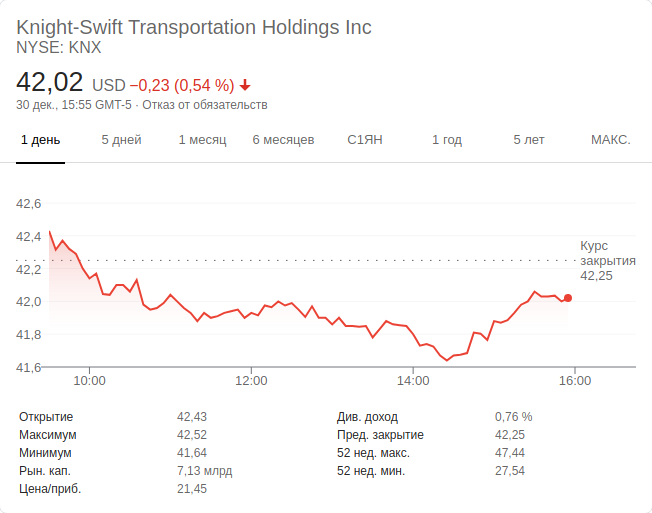 Knight-Swift Transportation Holdings Inc
NYSE: KNX
42,02 USD −0,23 (0,54 %)
30 дек., 15:55 GMT-5 · Отказ от обязательств
1 день 5 дней 1 месяц 6 месяцев С1ЯН 1 год 5 лет МАКС.
42,6
42,4
Курс
закрытия
42,25
42,2
42,0
41,8
41,6
10:00 12:00 14:00 16:00
Открытие 42,43 Див. доход 0,76 %
Максимум 42,52 Пред. закрытие 42,25
Минимум 41,64 52 нед. макс. 47,44
Рын. кап. 7,13 млрд 52 нед. мин. 27,54
Цена/приб. 21,45